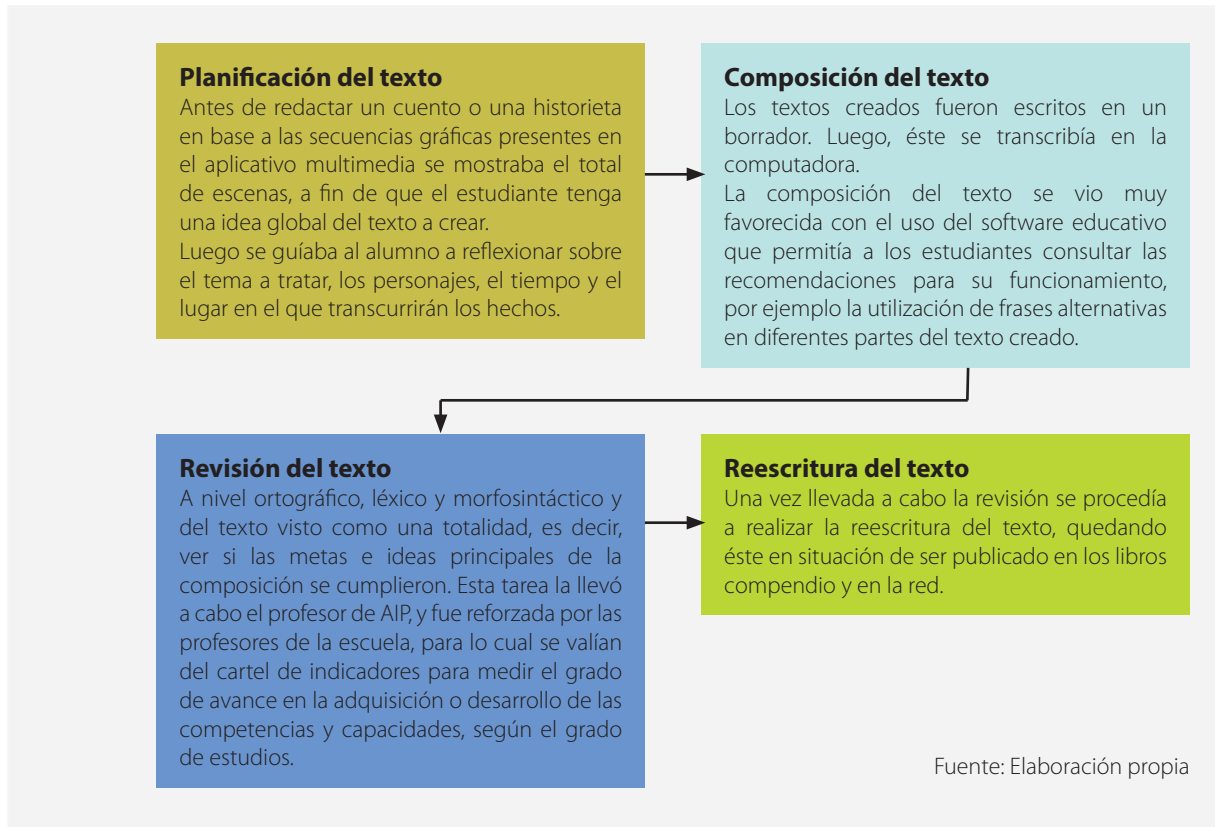 Planificación del texto
Antes de redactar un cuento o una historieta
en base a las secuencias gráficas presentes en
el aplicativo multimedia se mostraba el total
de escenas, a fin de que el estudiante tenga
una idea global del texto a crear.
Luego se guíaba al alumno a reflexionar sobre
el tema a tratar, los personajes, el tiempo y el
lugar en el que transcurrirán los hechos.
Composición del texto
Los textos creados fueron escritos en un
borrador. Luego, éste se transcribía en la
computadora.
La composición del texto se vio muy
favorecida con el uso del software educativo
que permitía a los estudiantes consultar las
recomendaciones para su funcionamiento,
por ejemplo la utilización de frases alternativas
en diferentes partes del texto creado.
Revisión del texto
A nivel ortográfico, léxico y morfosintáctico y
del texto visto como una totalidad, es decir,
ver si las metas e ideas principales de la
composición se cumplieron. Esta tarea la llevó
a cabo el profesor de AIP, y fue reforzada por las
profesores de la escuela, para lo cual se valían
del cartel de indicadores para medir el grado
de avance en la adquisición o desarrollo de las
competencias y capacidades, según el grado
de estudios.
Reescritura del texto
Una vez llevada a cabo la revisión se procedía
a realizar la reescritura del texto, quedando
éste en situación de ser publicado en los libros
compendio y en la red.
Fuente: Elaboración propia